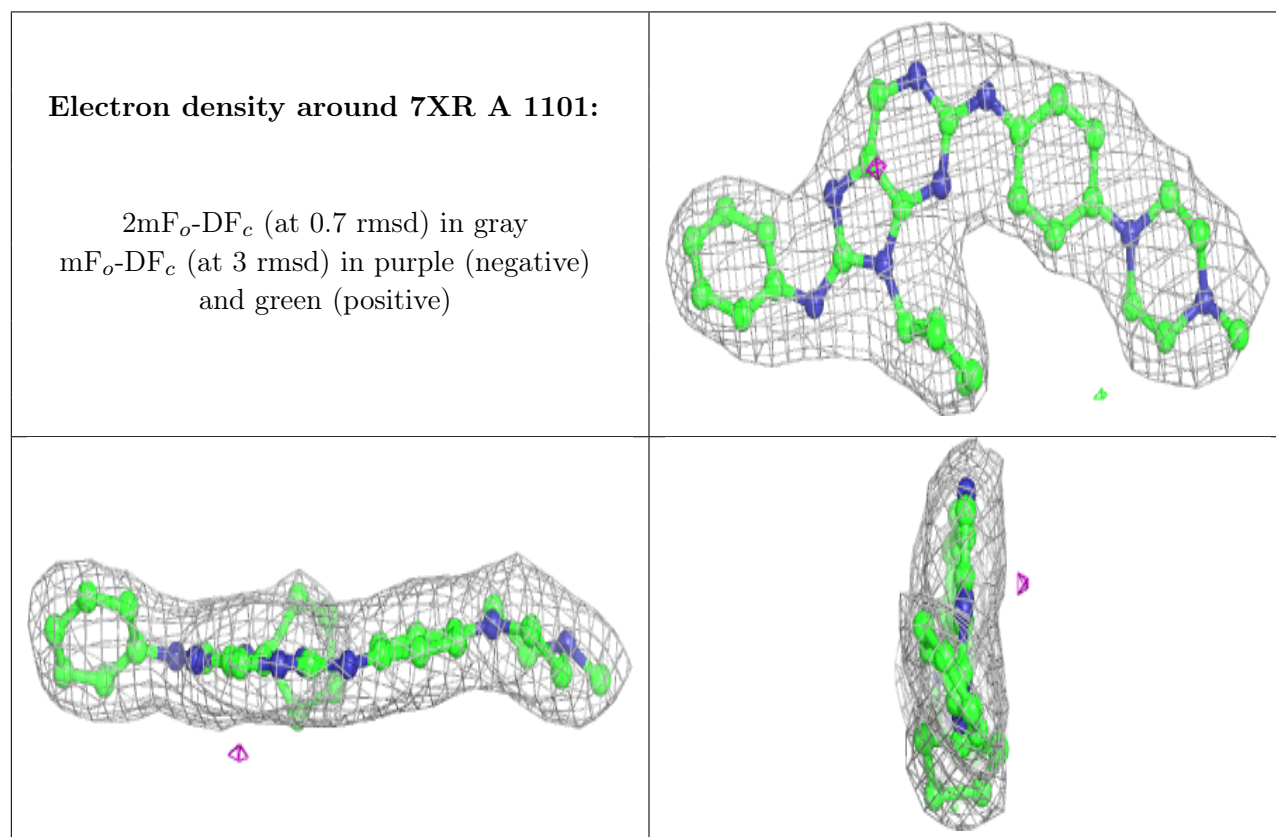 Electron density around 7XR A 1101:
2mFₒ-DF𝒸 (at 0.7 rmsd) in gray
mFₒ-DF𝒸 (at 3 rmsd) in purple (negative)
and green (positive)